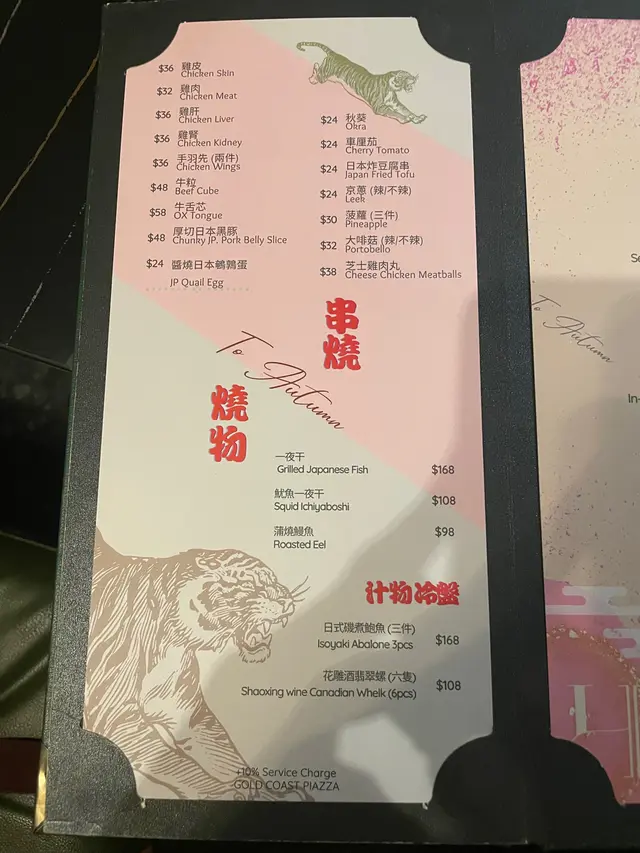 $36 雞皮
Chicken Skin
$32 雞肉
Chicken Meat
$36 雞肝
Chicken Liver
$36 雞腎
Chicken Kidney
$36 手羽先 (兩件)
Chicken Wings
$48 牛粒
Beef Cube
$58 牛舌芯
OX Tongue
$48 厚切日本黑豚
Chunky JP. Pork Belly Slice
$24 醬燒日本鵪鶉蛋
JP Quail Egg
$24 秋葵
Okra
$24 車厘茄
Cherry Tomato
$24 日本炸豆腐串
Japan Fried Tofu
$24 京蔥 (辣/不辣)
Leek
$30 菠蘿 (三件)
Pineapple
$32 大啡菇 (辣/不辣)
Portobello
$38 芝士雞肉丸
Cheese Chicken Meatballs
串燒
To Autumn
燒物
一夜干
Grilled Japanese Fish $168
魷魚一夜干
Squid Ichiyaboshi $108
蒲燒鰻魚 $98
Roasted Eel
汁物冷盤
日式磯煮鮑魚 (三件)
Isoyaki Abalone 3pcs $168
花雕酒翡翠螺 (六隻)
Shaoxing wine Canadian Whelk (6pcs) $108
+10% Service Charge
GOLD COAST PIAZZA
To Autumn